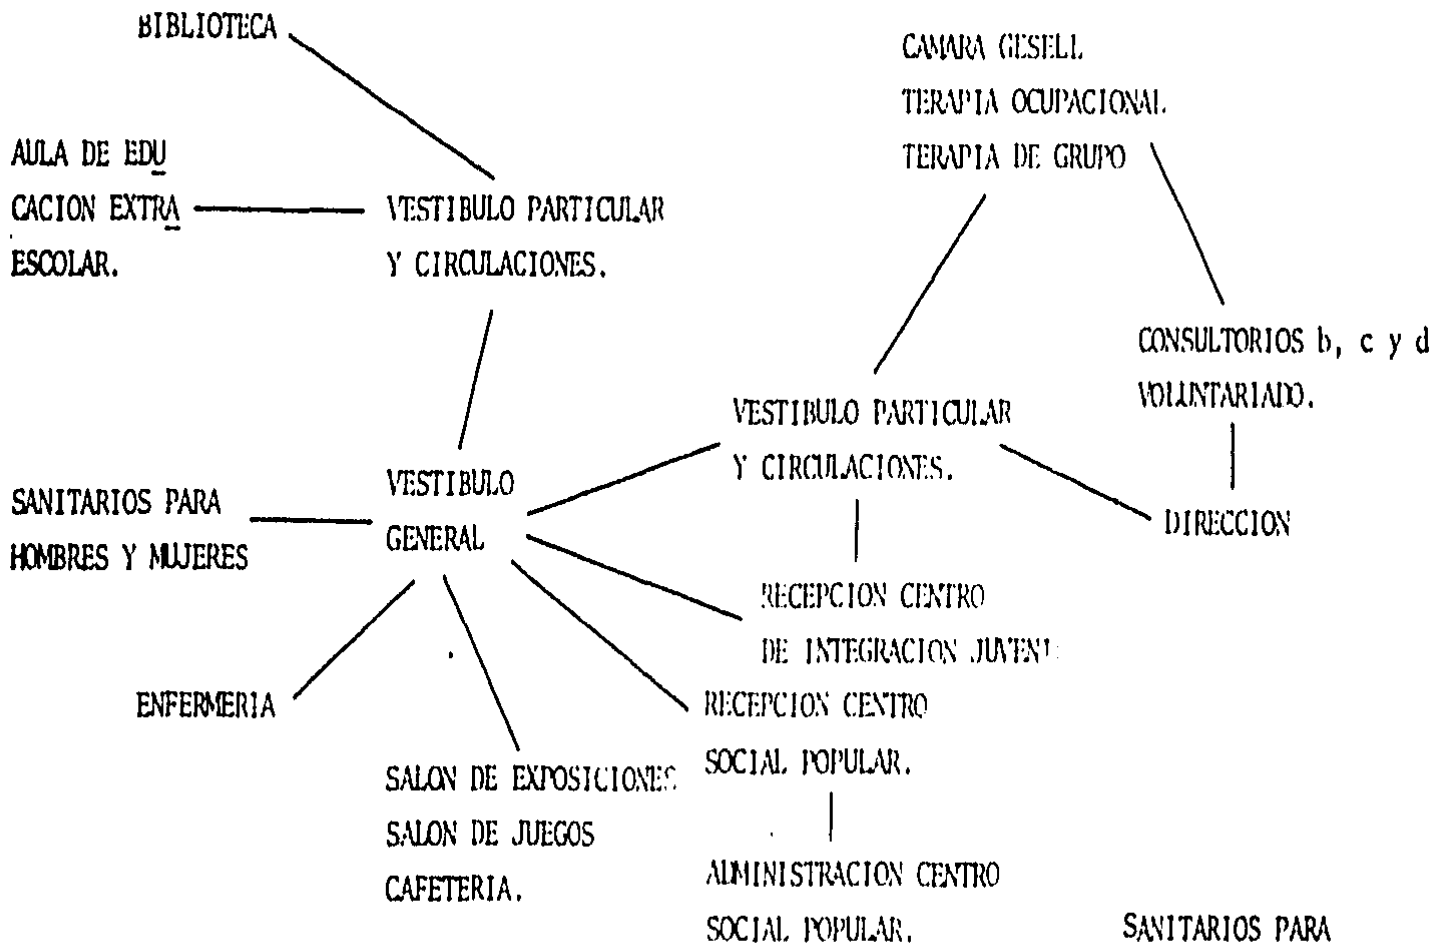 BIBLIOTECA
CAMARA GESELL
TERAPIA OCUPACIONAL
TERAPIA DE GRUPO
AULA DE EDU
CACION EXTRA
ESCOLAR.
VESTIBULO PARTICULAR
Y CIRCULACIONES.
CONSULTORIOS b, c y d
VOLUNTARIADO.
VESTIBULO PARTICULAR
Y CIRCULACIONES.
SANITARIOS PARA
HOMBRES Y MUJERES
VESTIBULO
GENERAL
DIRECCION
RECEPCION CENTRO
DE INTEGRACION JUVENI
ENFERMERIA
RECEPCION CENTRO
SOCIAL POPULAR.
SALON DE EXPOSICIONES
SALON DE JUEGOS
CAFETERIA.
ADMINISTRACION CENTRO
SOCIAL POPULAR.
SANITARIOS PARA